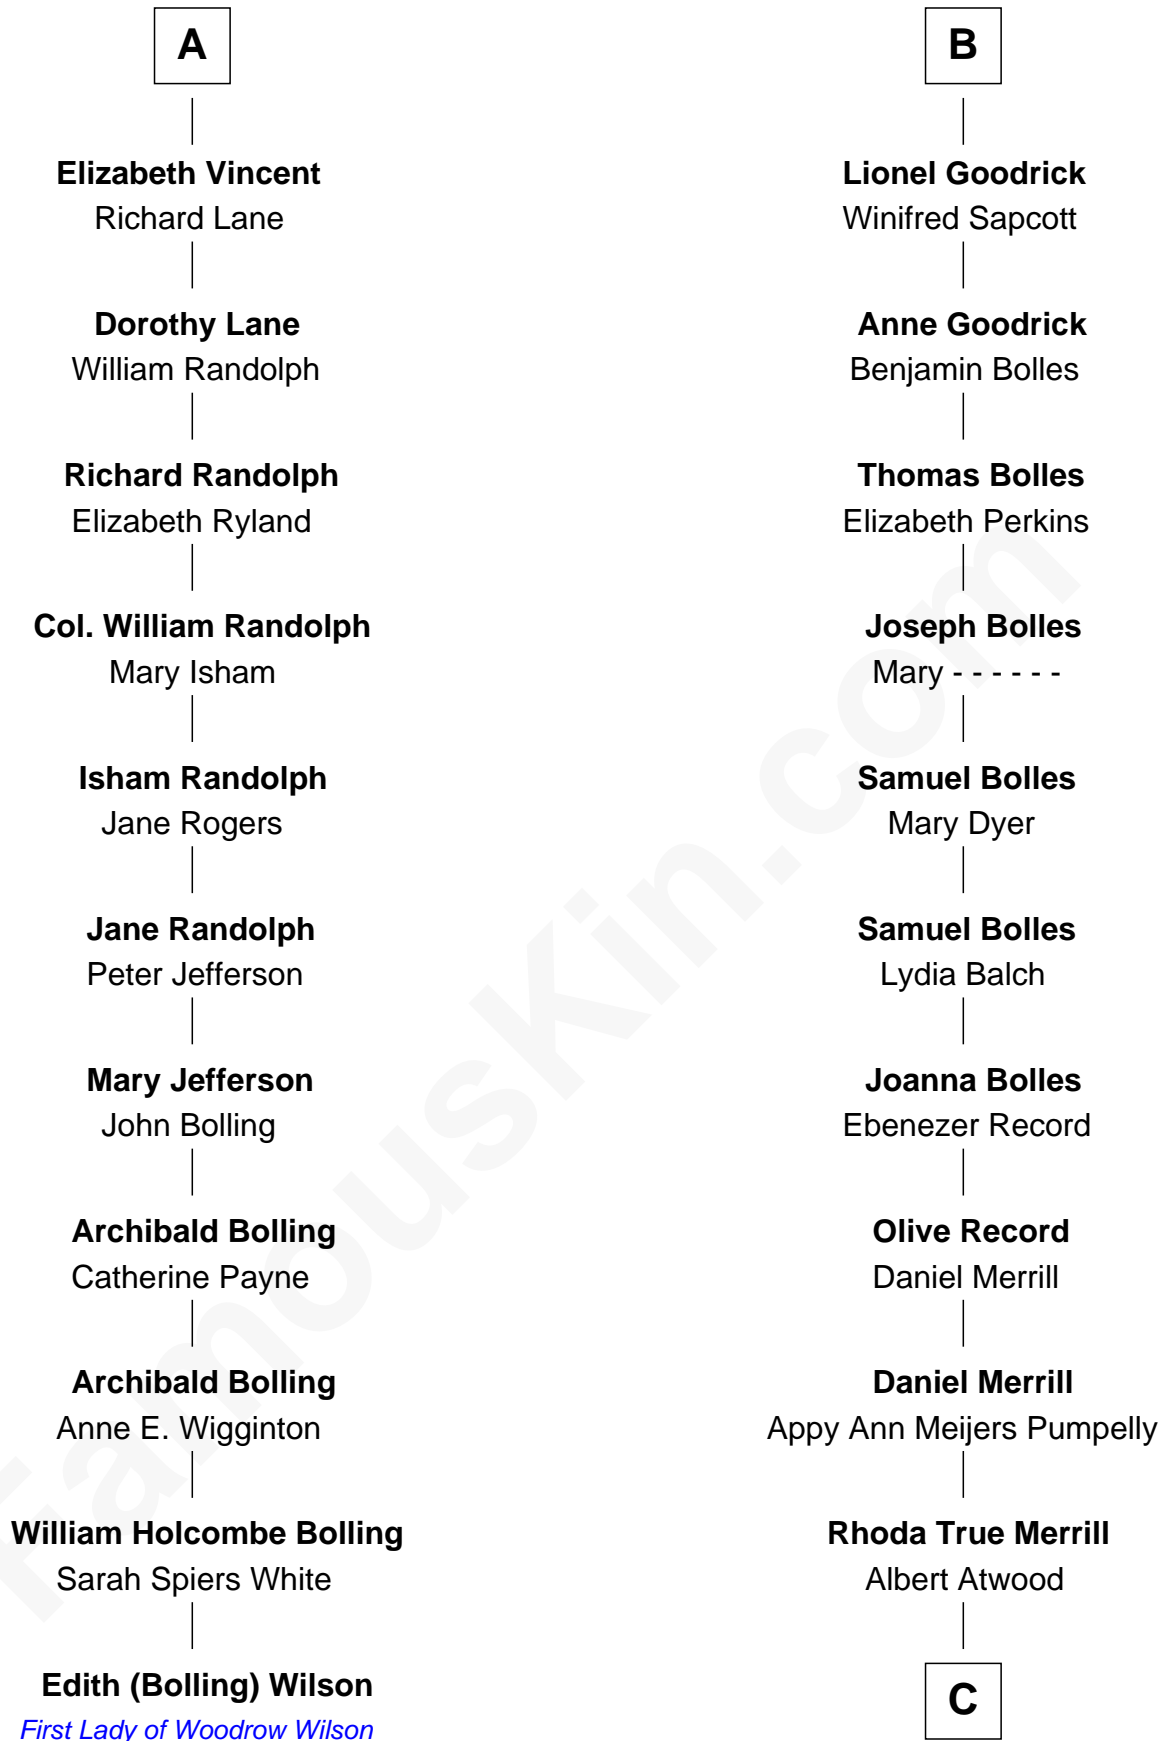 A
Elizabeth Vincent
Richard Lane
Dorothy Lane
William Randolph
Richard Randolph
Elizabeth Ryland
Col. William Randolph
Mary Isham
Isham Randolph
Jane Rogers
Jane Randolph
Peter Jefferson
Mary Jefferson
John Bolling
Archibald Bolling
Catherine Payne
Archibald Bolling
Anne E. Wigginton
William Holcombe Bolling
Sarah Spiers White
Edith (Bolling) Wilson
First Lady of Woodrow Wilson
B
Lionel Goodrick
Winifred Sapcott
Anne Goodrick
Benjamin Bolles
Thomas Bolles
Elizabeth Perkins
Joseph Bolles
Mary - - - - - -
Samuel Bolles
Mary Dyer
Samuel Bolles
Lydia Balch
Joanna Bolles
Ebenezer Record
Olive Record
Daniel Merrill
Daniel Merrill
Appy Ann Meijers Pumpelly
Rhoda True Merrill
Albert Atwood
C
FamousKin.com